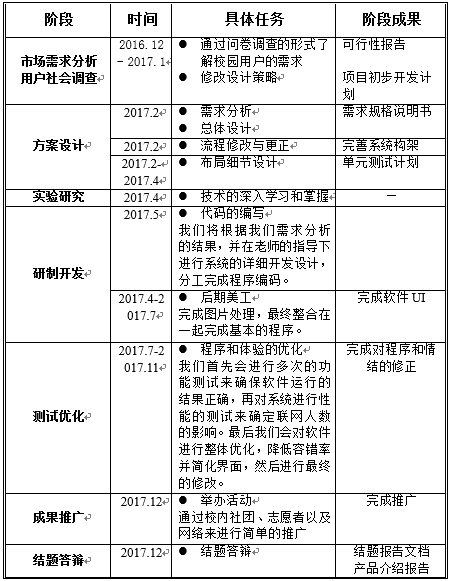 阶段 时间 具体任务 阶段成果
市场需求分析
用户社会调查
2016.12
－2017.1
● 通过问卷调查的形式了
解校园用户的需求
● 修改设计策略
可行性报告
项目初步开发计
划
方案设计
2017.2
● 需求分析
● 总体设计
需求规格说明书
2017.2
● 流程修改与更正
完善系统构架
2017.2-
2017.4
● 布局细节设计
单元测试计划
实验研究
2017.4
● 技术的深入学习和掌握
－
研制开发
2017.5
● 代码的编写
我们将根据我们需求分析
的结果，并在老师的指导下
进行系统的详细开发设计，
分工完成程序编码。
2017.4-2
017.7
● 后期美工
完成图片处理，最终整合在
一起完成基本的程序。
完成软件 UI
测试优化
2017.7-2
017.11
● 程序和体验的优化
我们首先会进行多次的功
能测试来确保软件运行的
结果正确，再对系统进行性
能的测试来确定联网人数
的影响。最后我们会对软件
进行整体优化，降低容错率
并简化界面，然后进行最终
的修改。
完成对程序和情
结的修正
成果推广
2017.12
● 举办活动
通过校内社团、志愿者以及
网络来进行简单的推广
完成推广
结题答辩
2017.12
● 结题答辩
结题报告文档
产品介绍报告